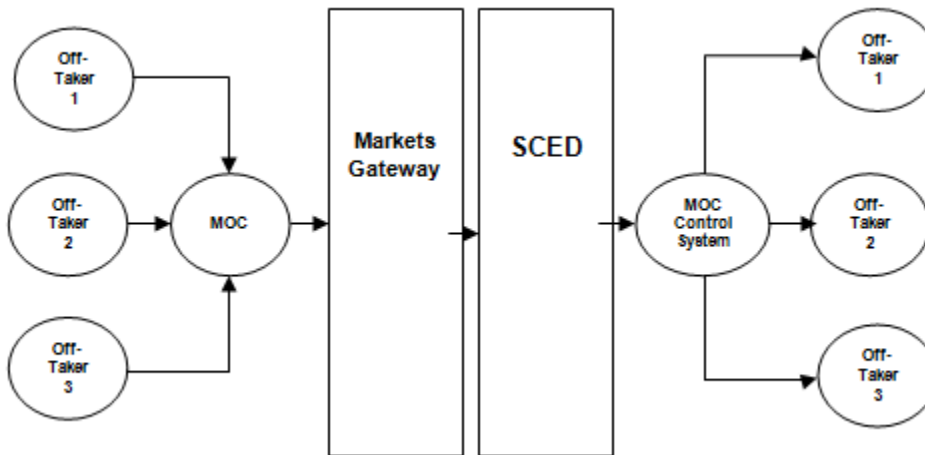 Off-
Taker
1
Off-
Taker
2
Off-
Taker
3
MOC
Markets
Gateway
SCED
MOC
Control
System
Off-
Taker
1
Off-
Taker
2
Off-
Taker
3